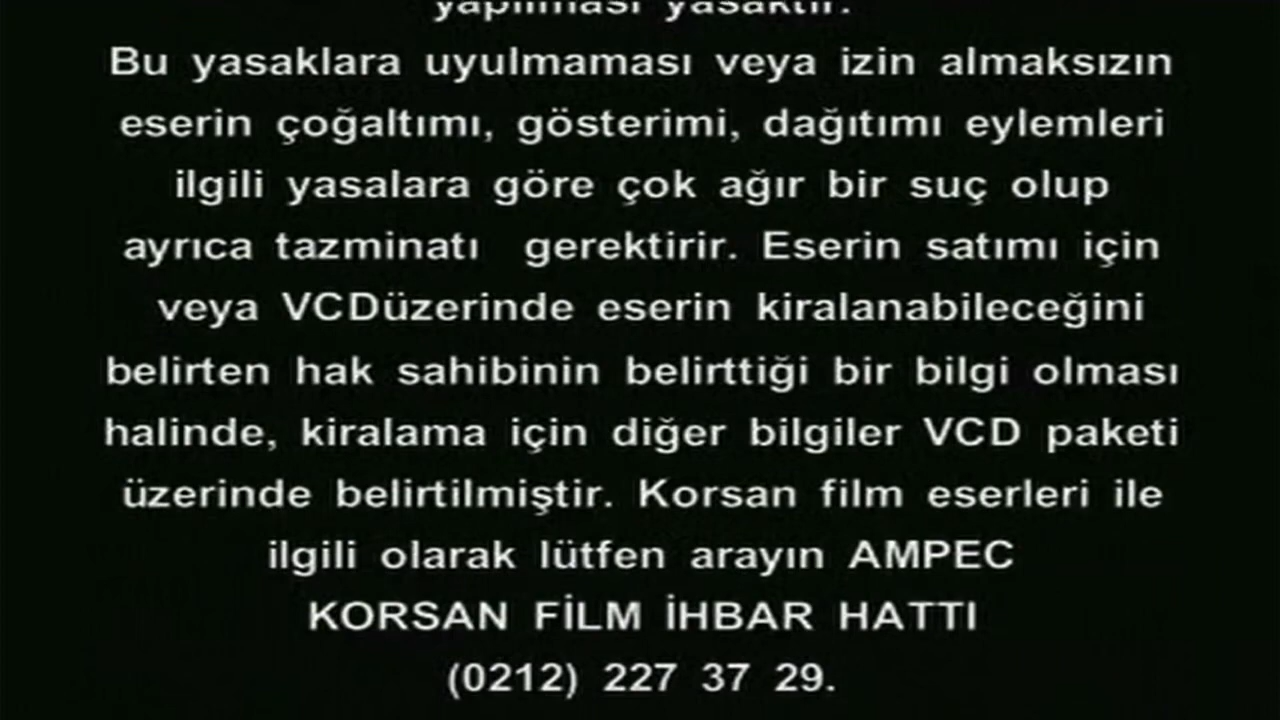 yapılması yasaktır.
Bu yasaklara uyulmaması veya izin almaksızın
eserin çoğaltımı, gösterimi, dağıtımı eylemleri
ilgili yasalara göre çok ağır bir suç olup
ayrıca tazminatı gerektirir. Eserin satımı için
veya VCDüzerinde eserin kiralanabileceğini
belirten hak sahibinin belirttiği bir bilgi olması
halinde, kiralama için diğer bilgiler VCD paketi
üzerinde belirtilmiştir. Korsan film eserleri ile
ilgili olarak lütfen arayın AMPEC
KORSAN FİLM İHBAR HATTI
(0212) 227 37 29.